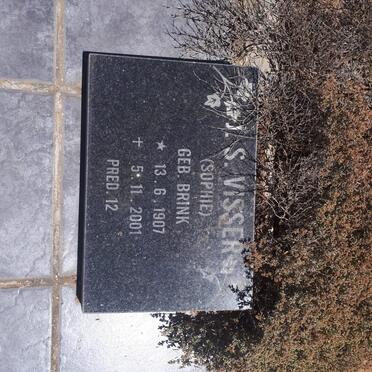 J.S VISSER
(SOPHIE)
GEB. BRINK
★ 13. 6. 1907
✝ 5. 11. 2001
PRED. 12